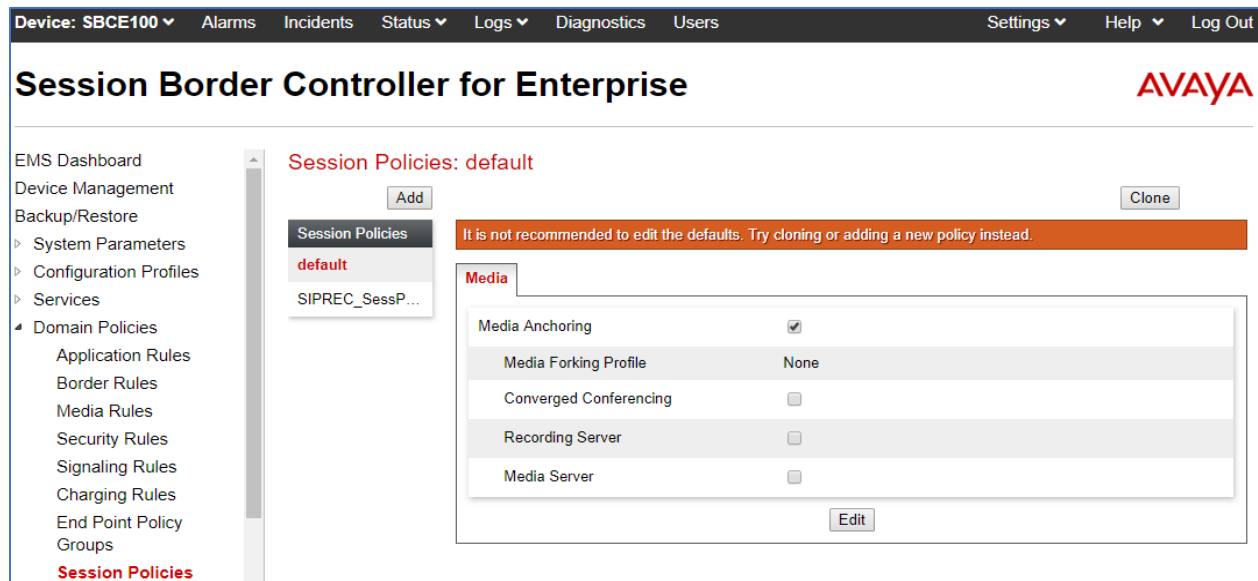 Device: SBCE100 Alarms Incidents Status Logs Diagnostics Users Settings Help Log Out
Session Border Controller for Enterprise
AVAYA
EMS Dashboard
Device Management
Backup/Restore
System Parameters
Configuration Profiles
Services
Domain Policies
Application Rules
Border Rules
Media Rules
Security Rules
Signaling Rules
Charging Rules
End Point Policy
Groups
Session Policies
Session Policies: default
Add
Clone
Session Policies
default
SIPREC_SessP...
It is not recommended to edit the defaults. Try cloning or adding a new policy instead.
Media
Media Anchoring
Media Forking Profile None
Converged Conferencing
Recording Server
Media Server
Edit